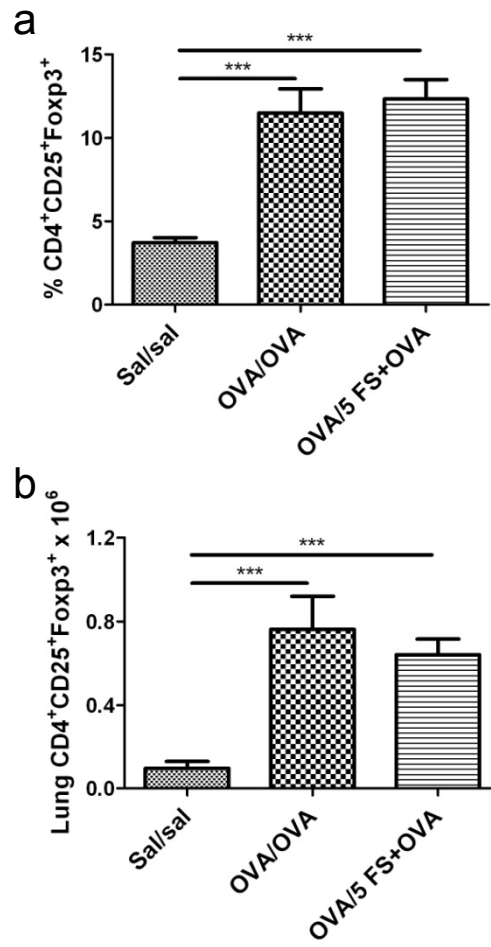 a
***
***
% CD4⁺CD25⁺Foxp3⁺
15
10
5
0
Sal/sal
OVA/OVA
OVA/5 FS+OVA
b
***
***
Lung CD4⁺CD25⁺Foxp3⁺ x 10⁶
1.2
0.8
0.4
0.0
Sal/sal
OVA/OVA
OVA/5 FS+OVA